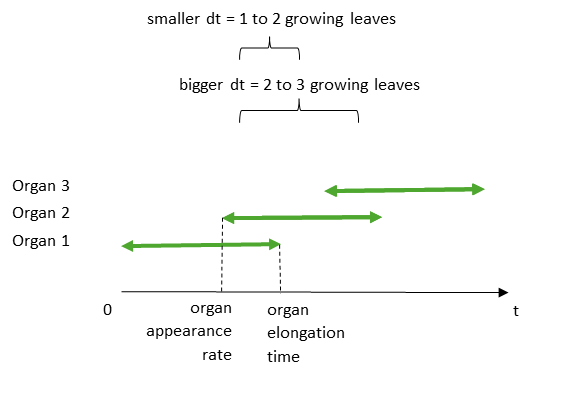 smaller dt = 1 to 2 growing leaves
bigger dt = 2 to 3 growing leaves
Organ 3
Organ 2
Organ 1
0
organ
appearance
rate
organ
elongation
time
t